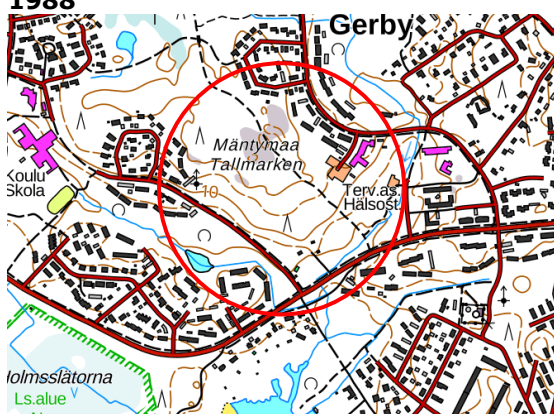 1988
Gerby
Mäntymaa
Tallmarken
Koulu
Skola
10
Terv.as.
Hälsost.
Holmsslätorna
Ls.alue